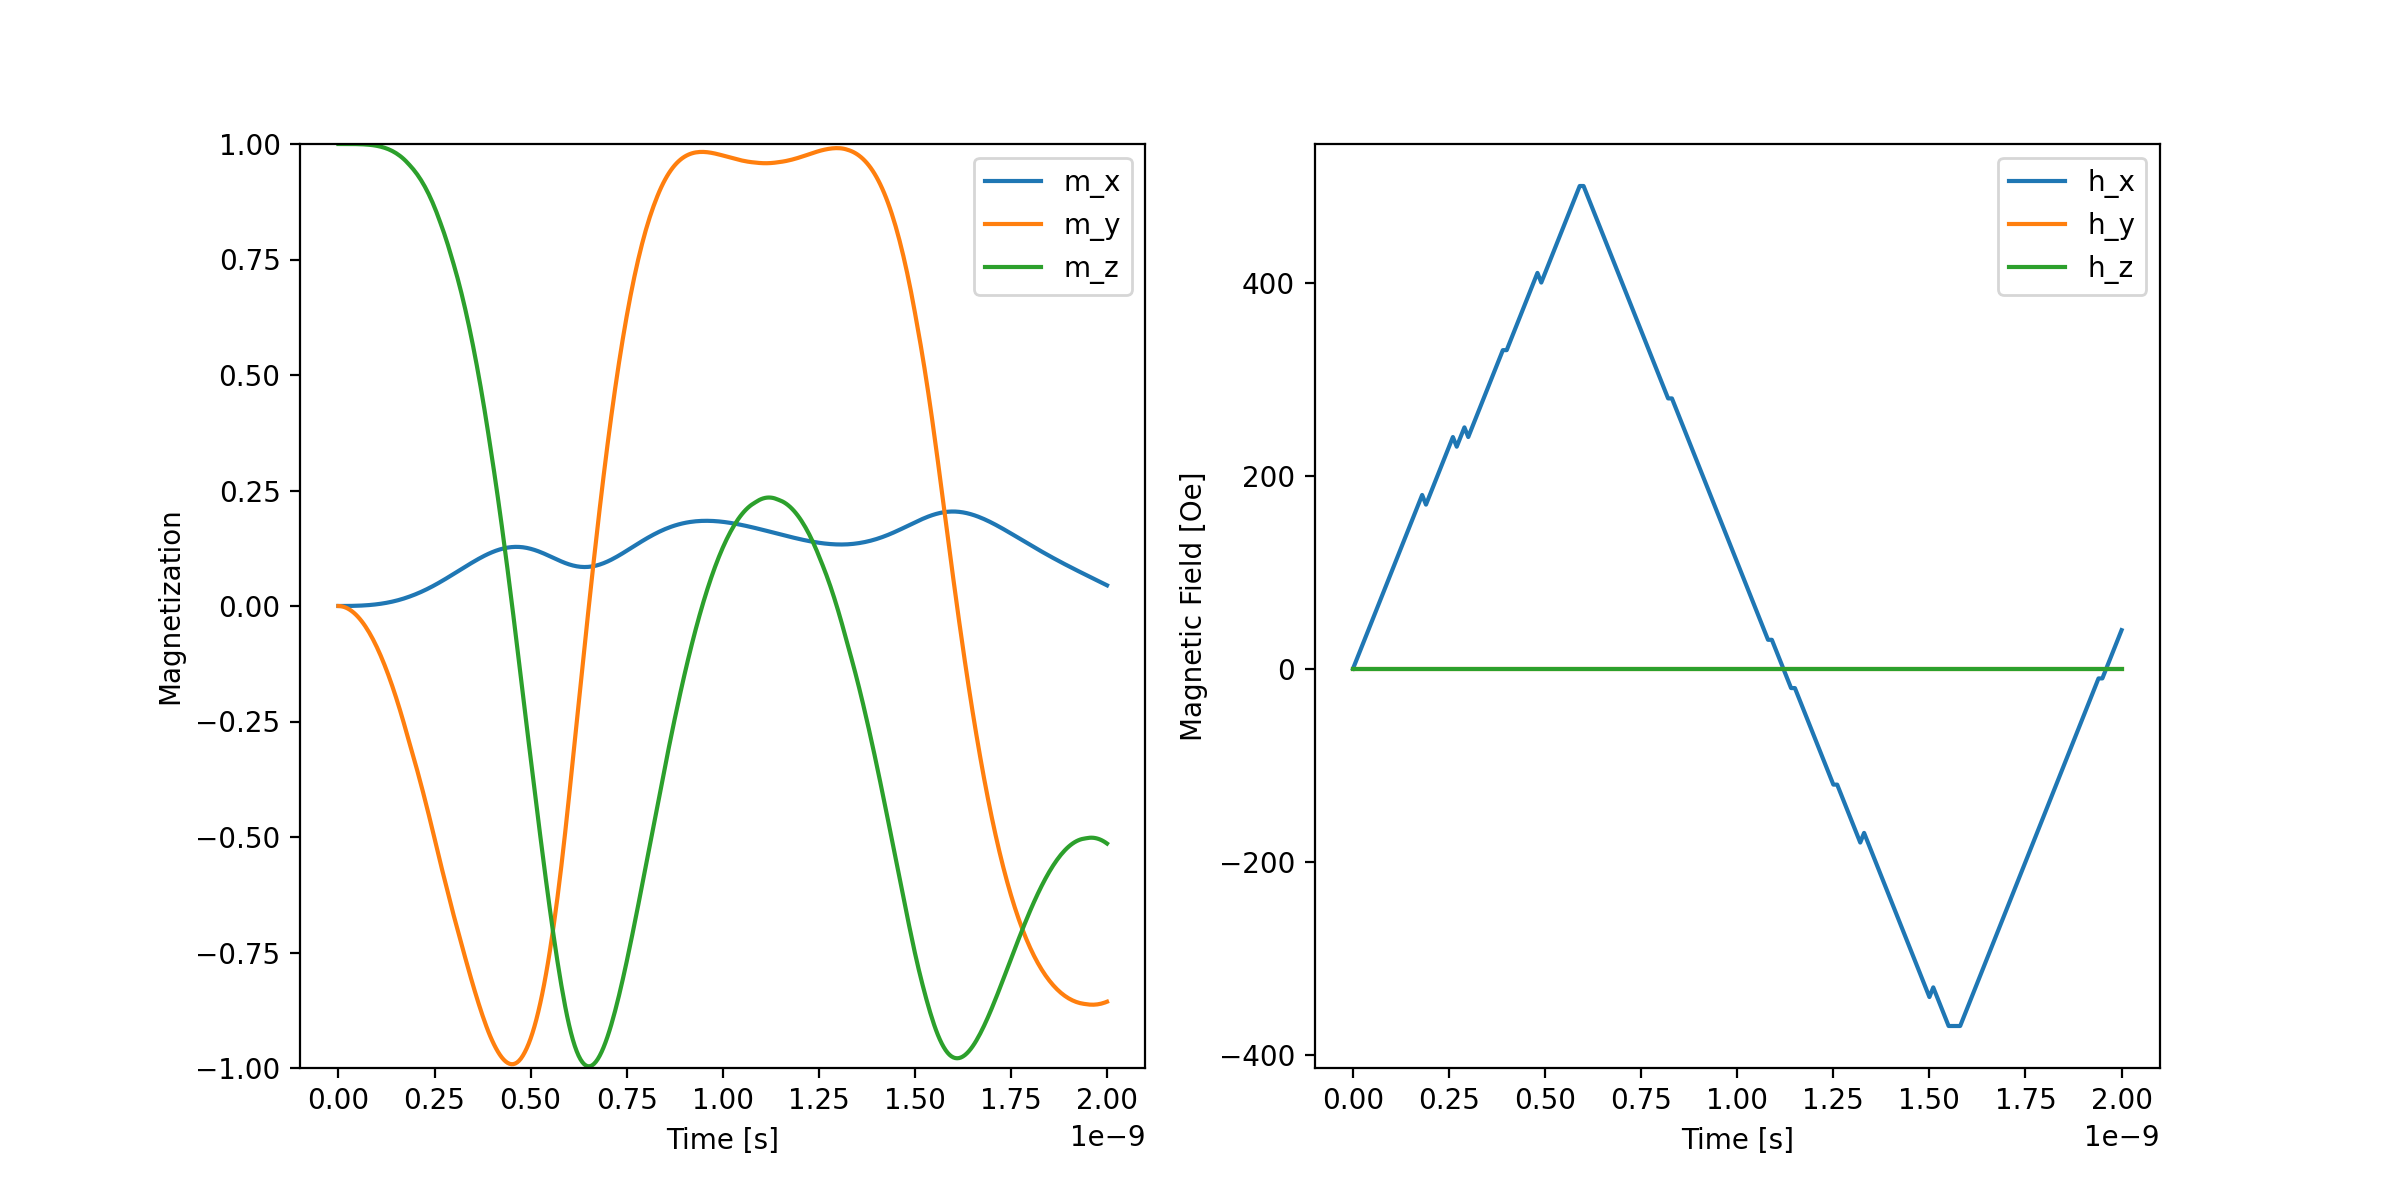 1.00
0.75
0.50
0.25
0.00
−0.25
−0.50
−0.75
−1.00
Magnetization
m_x
m_y
m_z
0.00 0.25 0.50 0.75 1.00 1.25 1.50 1.75 2.00
Time [s]
1e−9
400
200
0
−200
−400
Magnetic Field [Oe]
h_x
h_y
h_z
0.00 0.25 0.50 0.75 1.00 1.25 1.50 1.75 2.00
Time [s]
1e−9